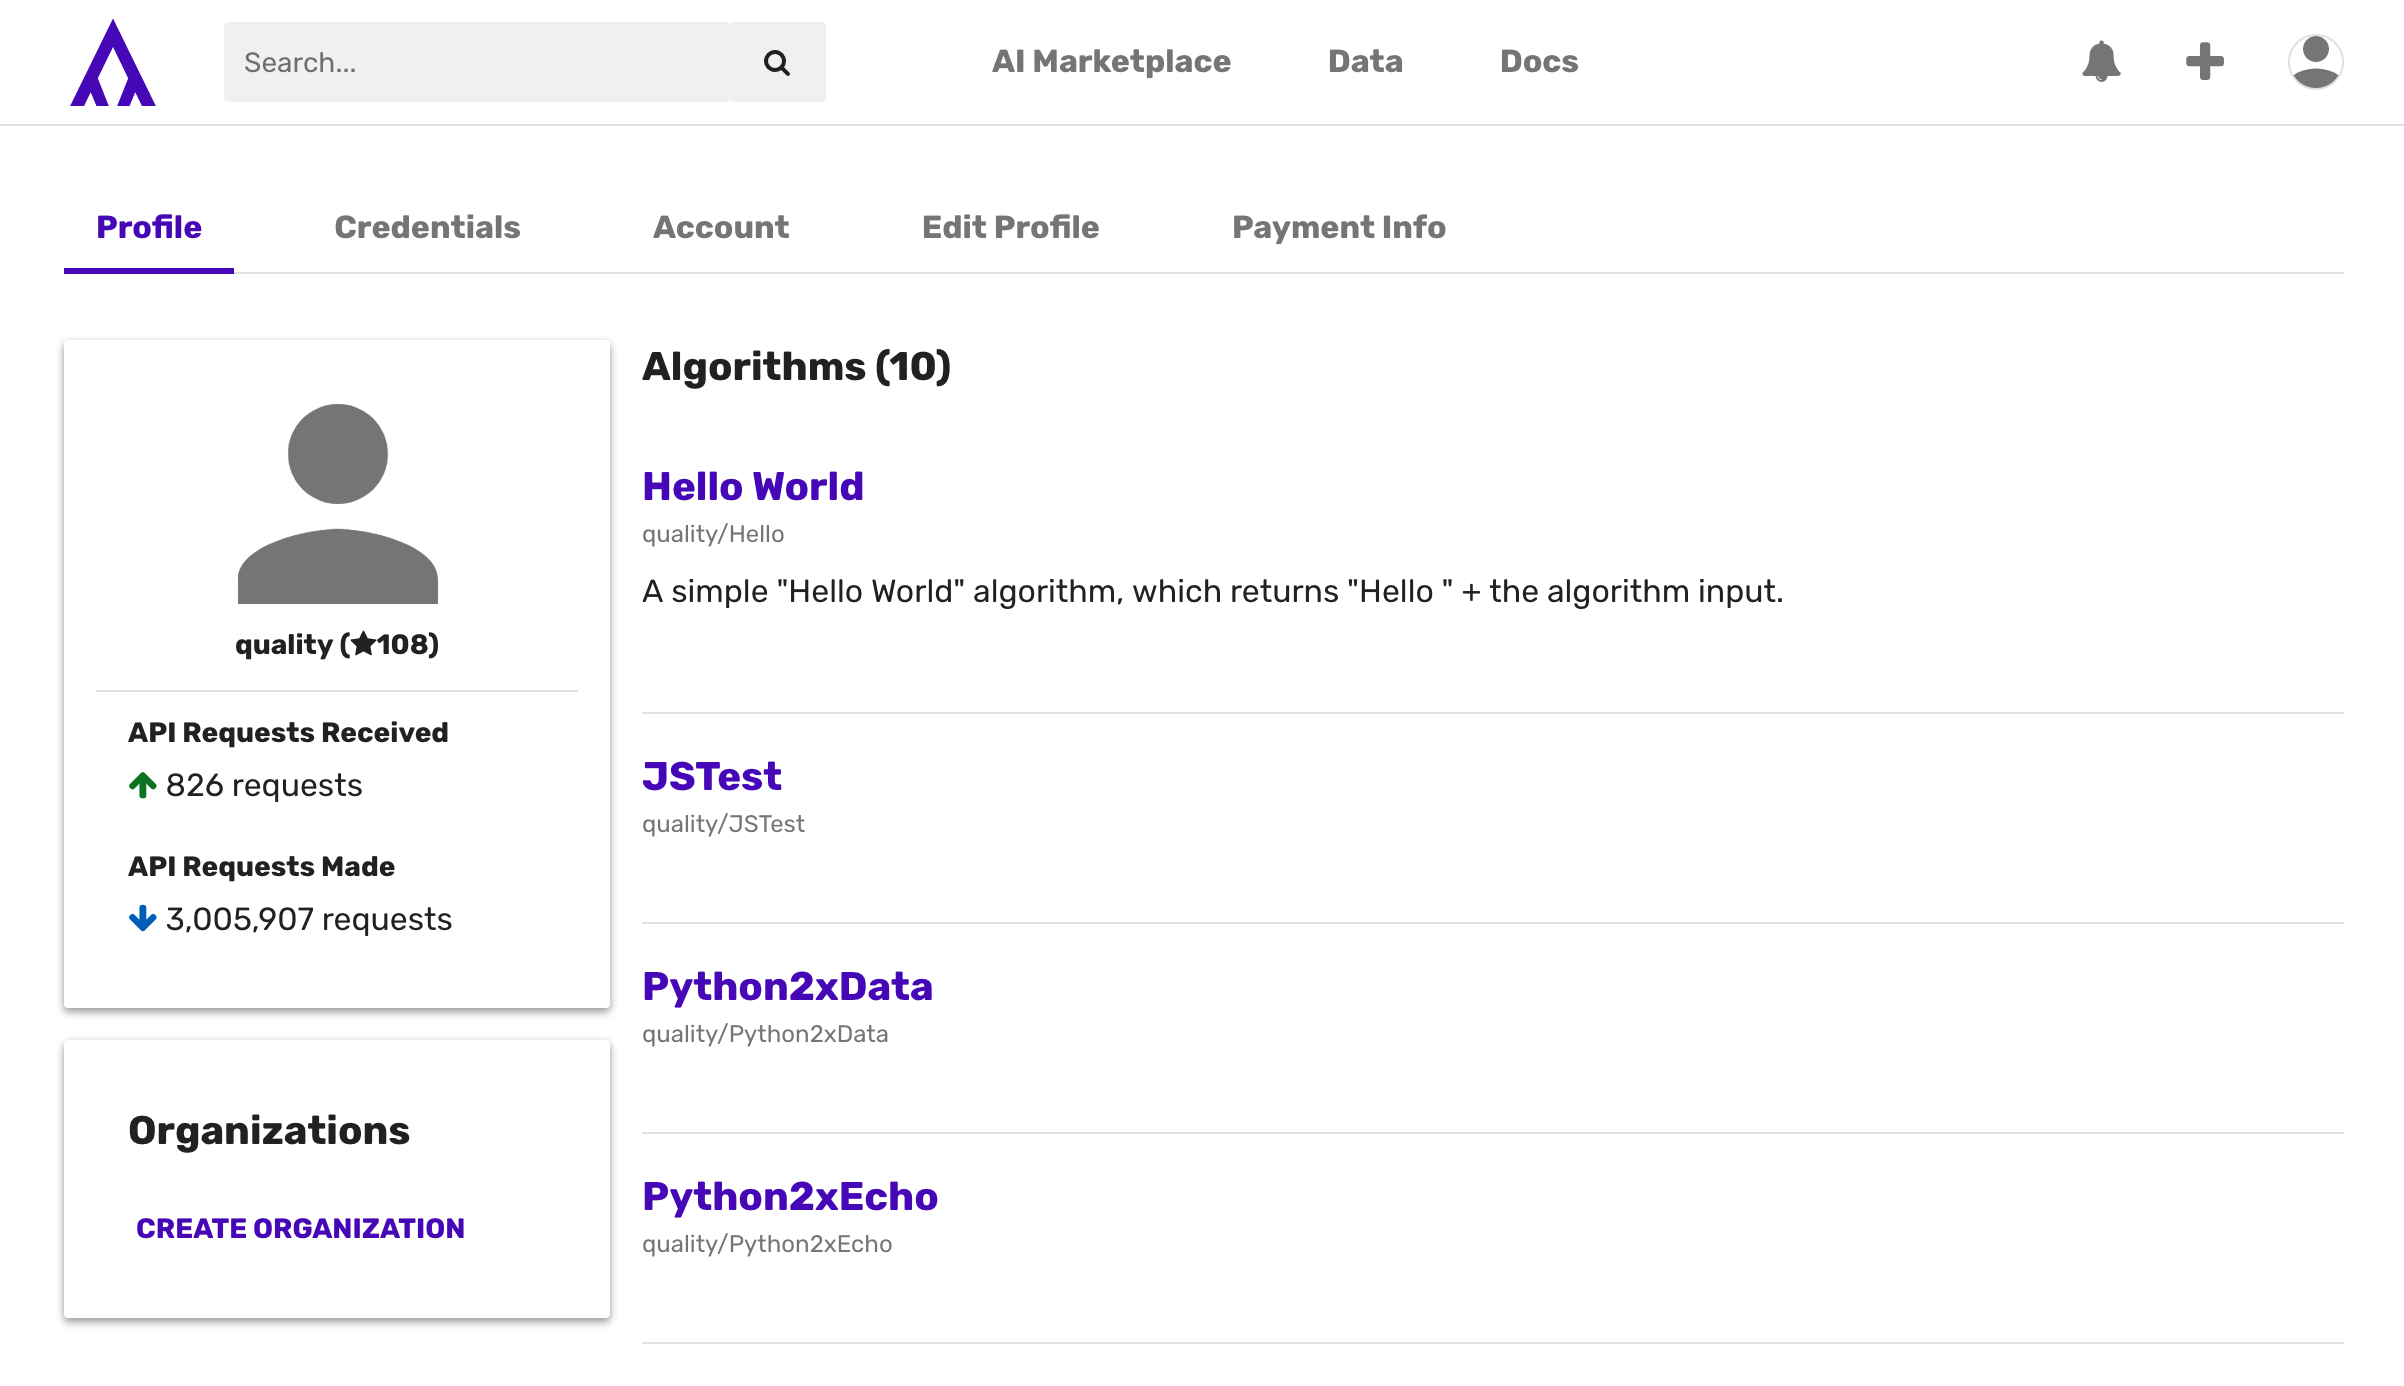 Search...
AI Marketplace
Data
Docs
Profile
Credentials
Account
Edit Profile
Payment Info
quality (★108)
API Requests Received
826 requests
API Requests Made
3,005,907 requests
Organizations
CREATE ORGANIZATION
Algorithms (10)
Hello World
quality/Hello
A simple "Hello World" algorithm, which returns "Hello " + the algorithm input.
JSTest
quality/JSTest
Python2xData
quality/Python2xData
Python2xEcho
quality/Python2xEcho